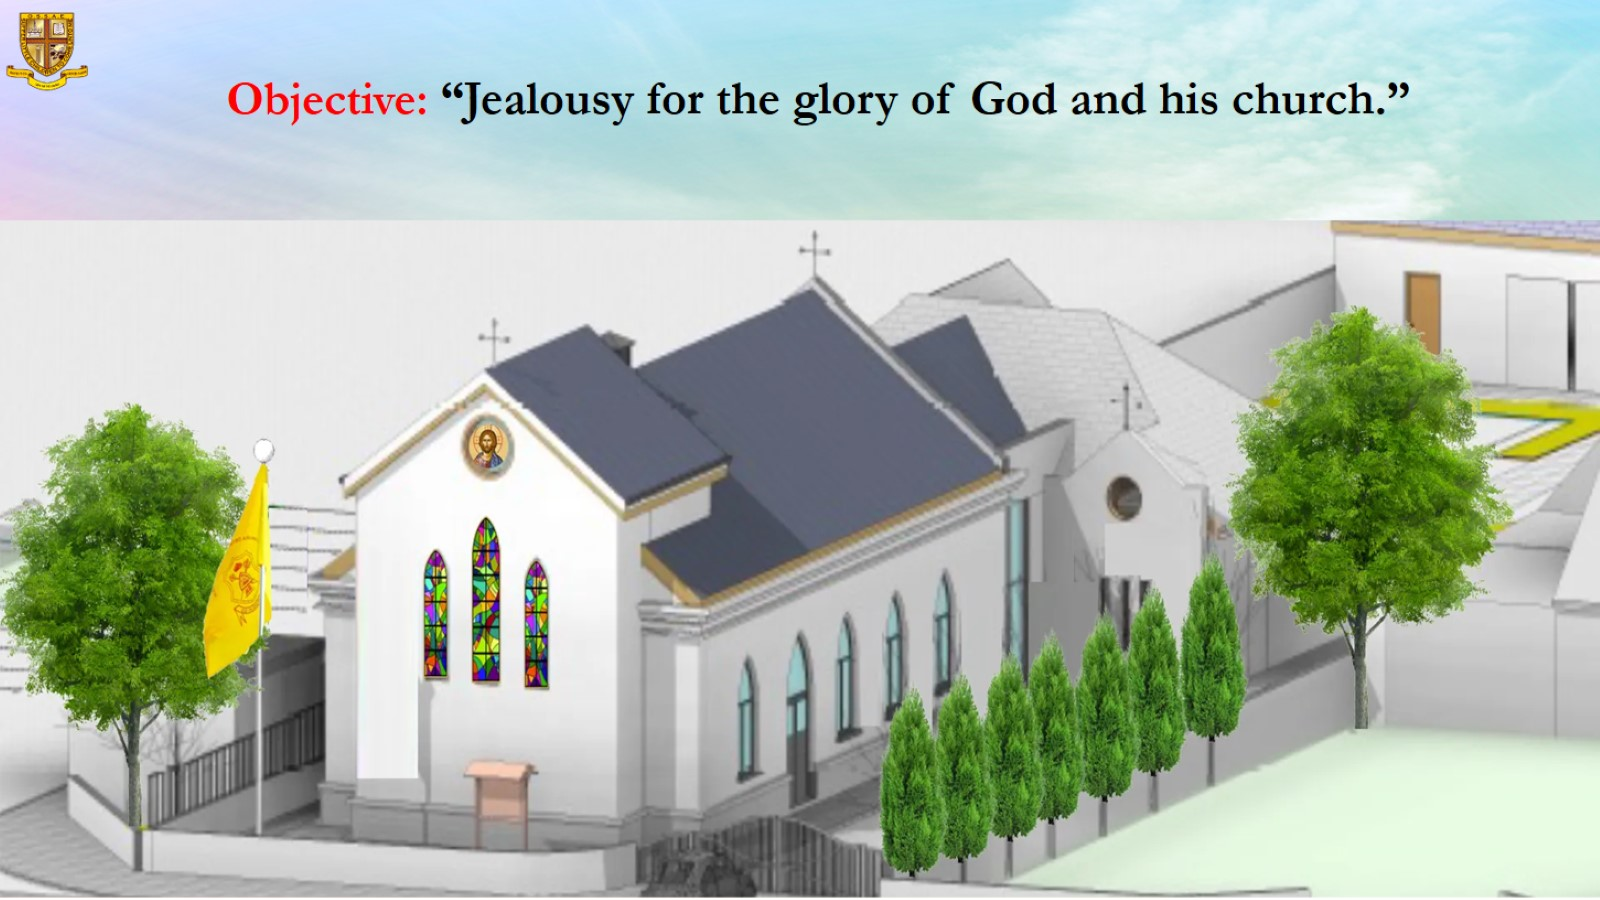 O.S.S.A.E
Objective: “Jealousy for the glory of God and his church.”